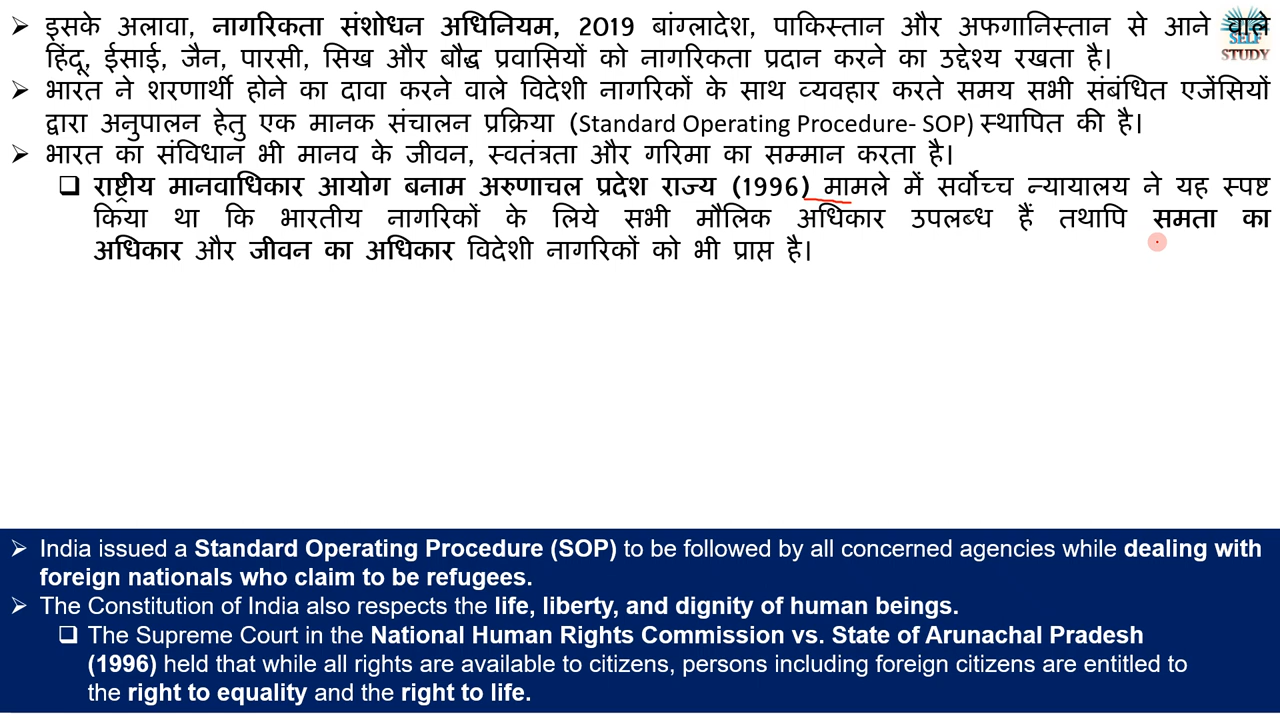 ➢ इसके अलावा, नागरिकता संशोधन अधिनियम, 2019 बांग्लादेश, पाकिस्तान और अफगानिस्तान से आने वाले
हिंदू, ईसाई, जैन, पारसी, सिख और बौद्ध प्रवासियों को नागरिकता प्रदान करने का उद्देश्य रखता है।
SELF
STUDY
➢ भारत ने शरणार्थी होने का दावा करने वाले विदेशी नागरिकों के साथ व्यवहार करते समय सभी संबंधित एजेंसियों
द्वारा अनुपालन हेतु एक मानक संचालन प्रक्रिया (Standard Operating Procedure- SOP) स्थापित की है।
➢ भारत का संविधान भी मानव के जीवन, स्वतंत्रता और गरिमा का सम्मान करता है।
❑ राष्ट्रीय मानवाधिकार आयोग बनाम अरुणाचल प्रदेश राज्य (1996) मामले में सर्वोच्च न्यायालय ने यह स्पष्ट
किया था कि भारतीय नागरिकों के लिये सभी मौलिक अधिकार उपलब्ध हैं तथापि समता का
अधिकार और जीवन का अधिकार विदेशी नागरिकों को भी प्राप्त है।
➢ India issued a Standard Operating Procedure (SOP) to be followed by all concerned agencies while dealing with
foreign nationals who claim to be refugees.
➢ The Constitution of India also respects the life, liberty, and dignity of human beings.
❑ The Supreme Court in the National Human Rights Commission vs. State of Arunachal Pradesh
(1996) held that while all rights are available to citizens, persons including foreign citizens are entitled to
the right to equality and the right to life.